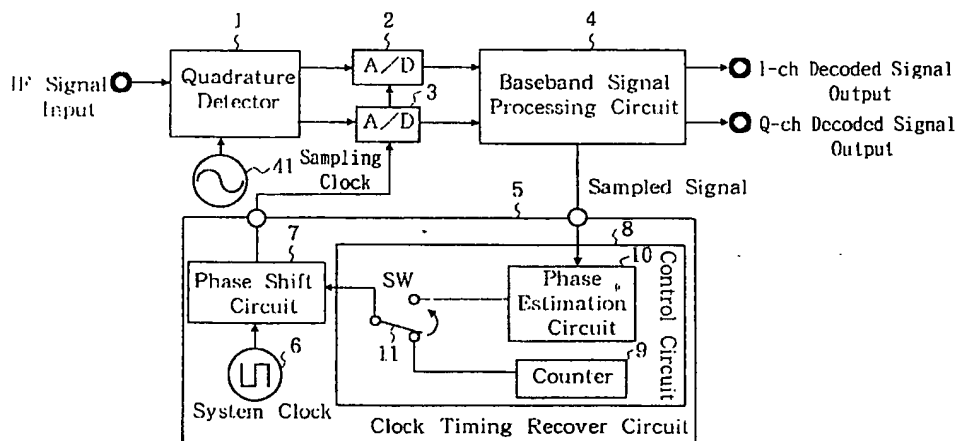 1
2
4
IF Signal
Input
Quadrature
Detector
A/D
3
A/D
Baseband Signal
Processing Circuit
I-ch Decoded Signal
Output
Q-ch Decoded Signal
Output
41
Sampling
Clock
Sampled Signal
5
7
8
10
Phase Shift
Circuit
SW
Phase
Estimation
Circuit
Control Circuit
11
9
6
Counter
System Clock
Clock Timing Recover Circuit